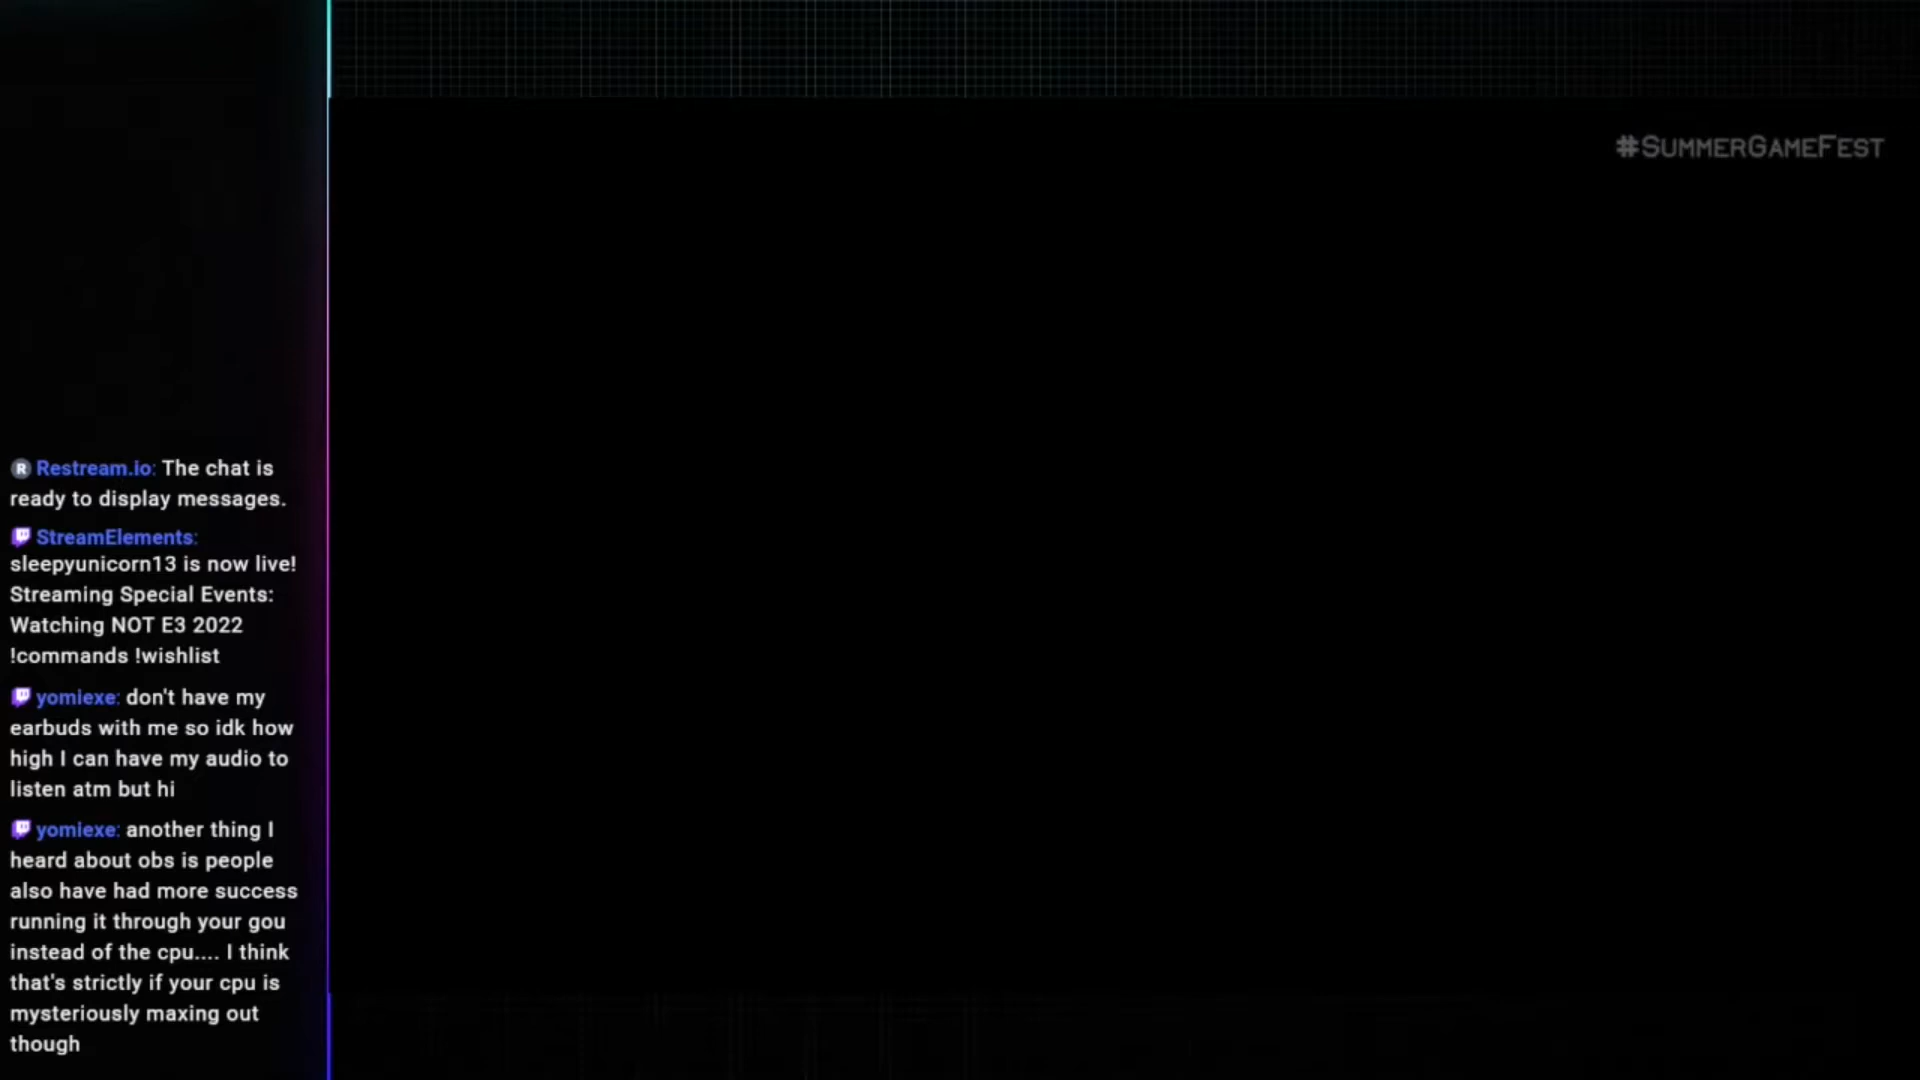 #SUMMERGAMEFEST
Restream.io: The chat is
ready to display messages.
StreamElements:
sleepyunicorn13 is now live!
Streaming Special Events:
Watching NOT E3 2022
!commands !wishlist
yomiexe: don't have my
earbuds with me so idk how
high I can have my audio to
listen atm but hi
yomiexe: another thing I
heard about obs is people
also have had more success
running it through your gou
instead of the cpu.... I think
that's strictly if your cpu is
mysteriously maxing out
though